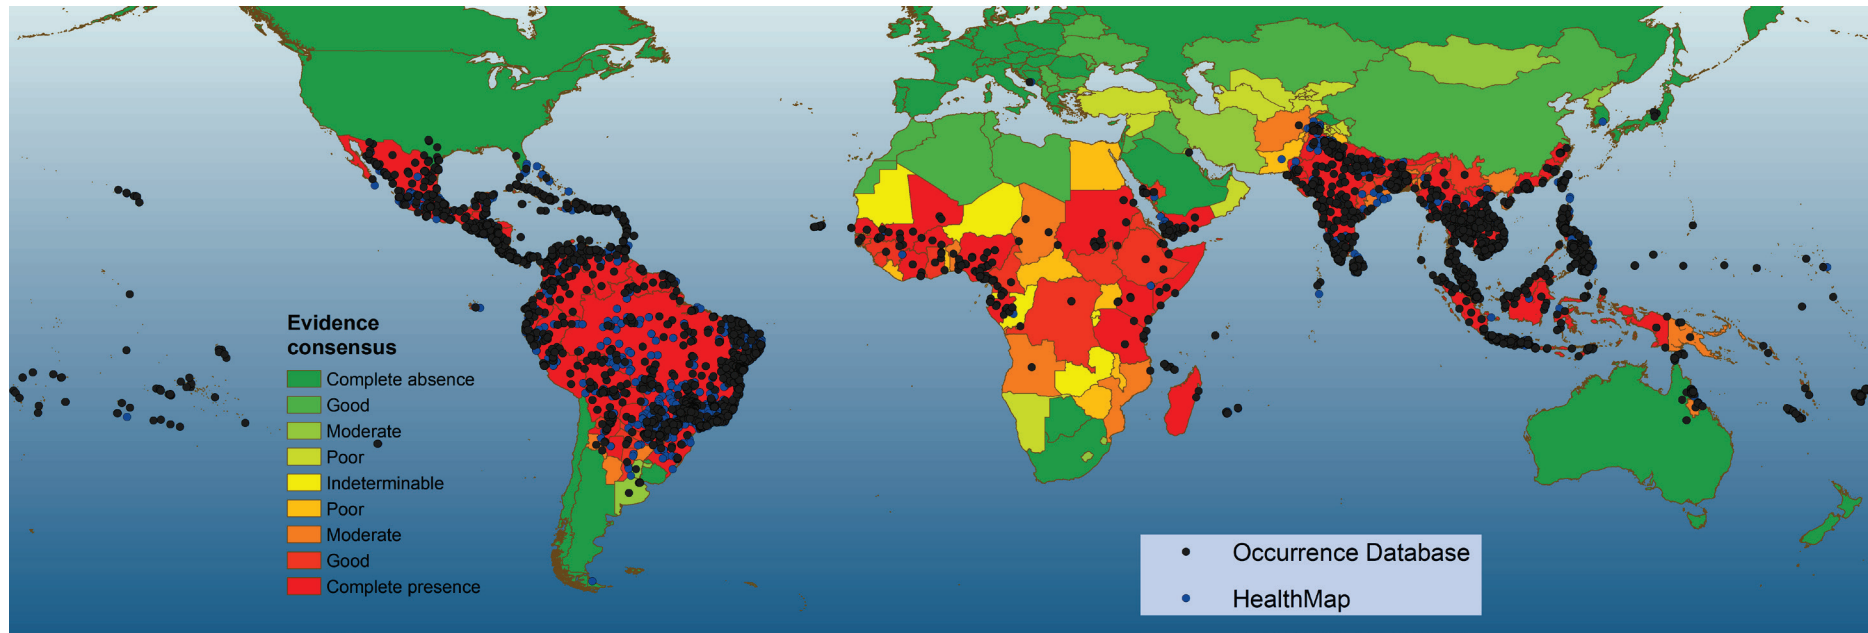 Evidence
consensus
Complete absence
Good
Moderate
Poor
Indeterminable
Poor
Moderate
Good
Complete presence
Occurrence Database
HealthMap